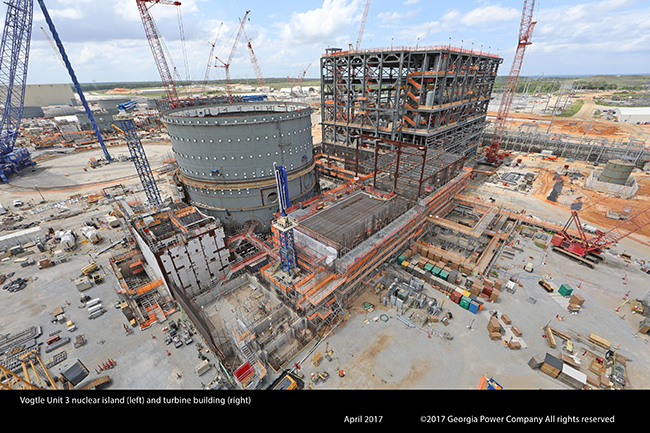 Vogtle Unit 3 nuclear island (left) and turbine building (right)
April 2017 ©2017 Georgia Power Company All rights reserved